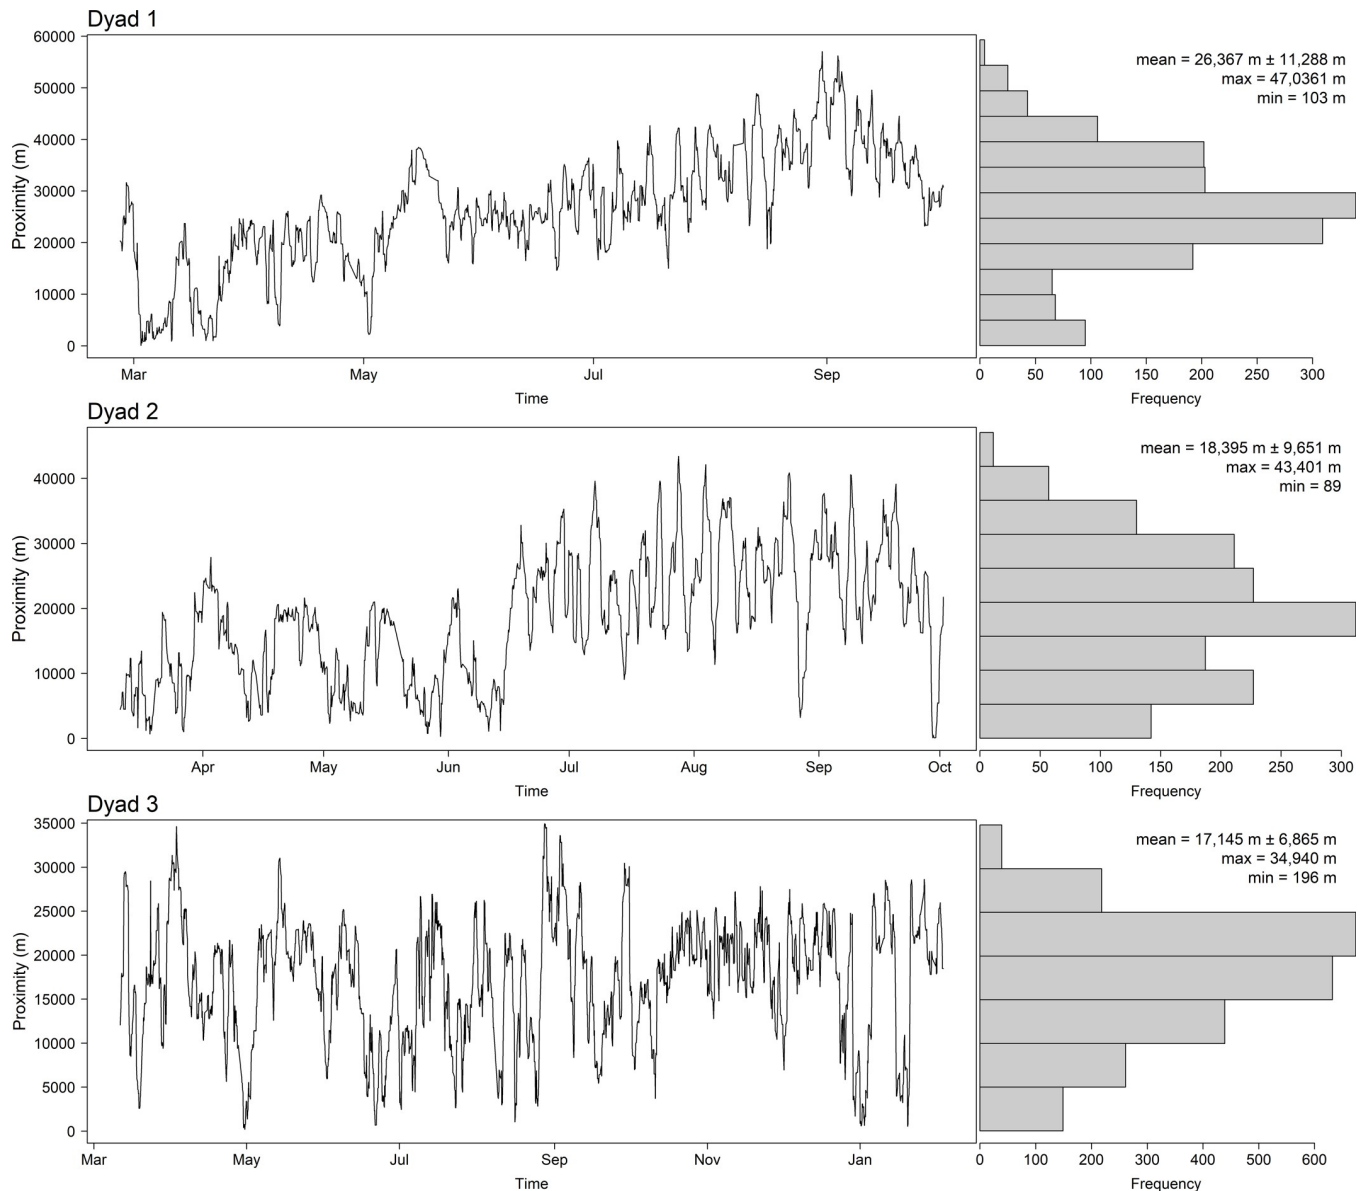 Dyad 1
60000
50000
40000
30000
20000
10000
0
Proximity (m)
Mar May Jul Sep
Time
mean = 26,367 m ± 11,288 m
max = 47,0361 m
min = 103 m
0 50 100 150 200 250 300
Frequency
Dyad 2
40000
30000
20000
10000
0
Proximity (m)
Apr May Jun Jul Aug Sep Oct
Time
mean = 18,395 m ± 9,651 m
max = 43,401 m
min = 89
0 50 100 150 200 250 300
Frequency
Dyad 3
35000
30000
25000
20000
15000
10000
5000
0
Proximity (m)
Mar May Jul Sep Nov Jan
Time
mean = 17,145 m ± 6,865 m
max = 34,940 m
min = 196 m
0 100 200 300 400 500 600
Frequency